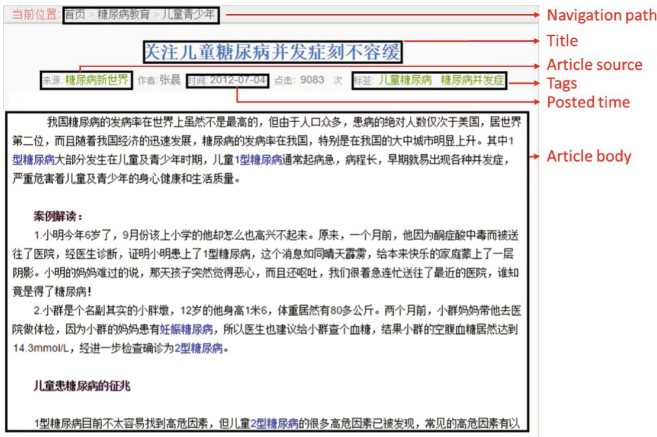 当前位置: 首页 > 糖尿病教育 > 儿童青少年
Navigation path
关注儿童糖尿病并发症刻不容缓
Title
Article source
来源: 糖尿病新世界 作者: 张晨 时间: 2012-07-04 点击: 9083 次 标签: 儿童糖尿病 糖尿病并发症
Tags
Posted time
我国糖尿病的发病率在世界上虽然不是最高的，但由于人口众多，患病的绝对人数仅次于美国，居世界
第二位，而且随着我国经济的迅速发展，糖尿病的发病率在我国，特别是在我国的大中城市明显上升。其中1
型糖尿病大部分发生在儿童及青少年时期，儿童1型糖尿病通常起病急，病程长，早期就易出现各种并发症，
Article body
严重危害着儿童及青少年的身心健康和生活质量。
案例解读：
1.小明今年6岁了，9月份该上小学的他却怎么也高兴不起来。原来，一个月前，他因为酮症酸中毒而被送
往了医院，经医生诊断，证明小明患上了1型糖尿病，这个消息如同晴天霹雳，给本来快乐的家庭蒙上了一层
阴影。小明的妈妈难过的说，那天孩子突然觉得恶心，而且还呕吐，我们很着急连忙送往了最近的医院，谁知
竟是得了糖尿病！
2.小群是个名副其实的小胖墩，12岁的他身高1米6，体重居然有80多公斤。两个月前，小群妈妈带他去医
院做体检，因为小群的妈妈患有妊娠糖尿病，所以医生也建议给小群查个血糖，结果小群的空腹血糖居然达到
14.3mmol/L，经进一步检查确诊为2型糖尿病。
儿童患糖尿病的征兆
1型糖尿病目前不太容易找到高危因素，但儿童2型糖尿病的很多高危因素已被发现，常见的高危因素有以